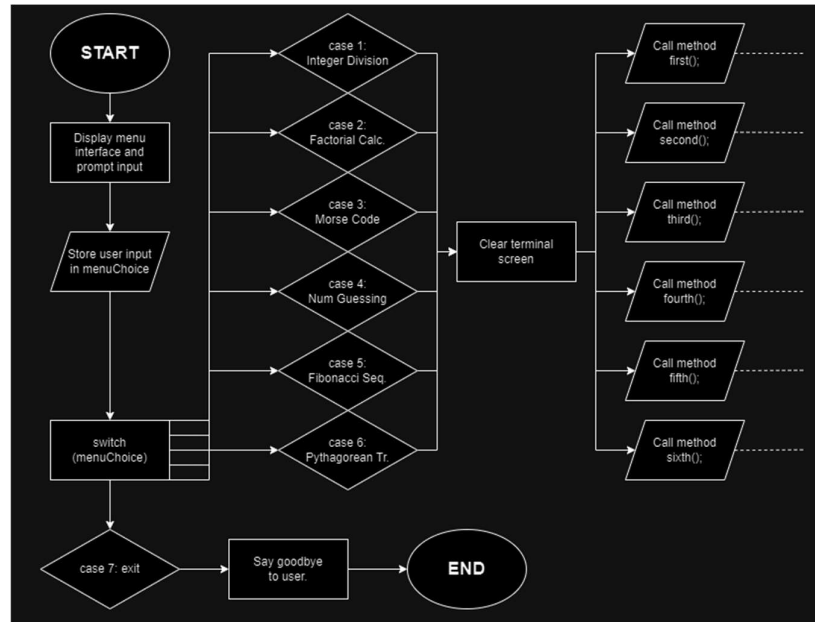 START
Display menu
interface and
prompt input
Store user input
in menuChoice
switch
(menuChoice)
case 1:
Integer Division
case 2:
Factorial Calc.
case 3:
Morse Code
case 4:
Num Guessing
case 5:
Fibonacci Seq.
case 6:
Pythagorean Tr.
Clear terminal
screen
Call method
first();
Call method
second();
Call method
third();
Call method
fourth();
Call method
fifth();
Call method
sixth();
case 7: exit
Say goodbye
to user.
END